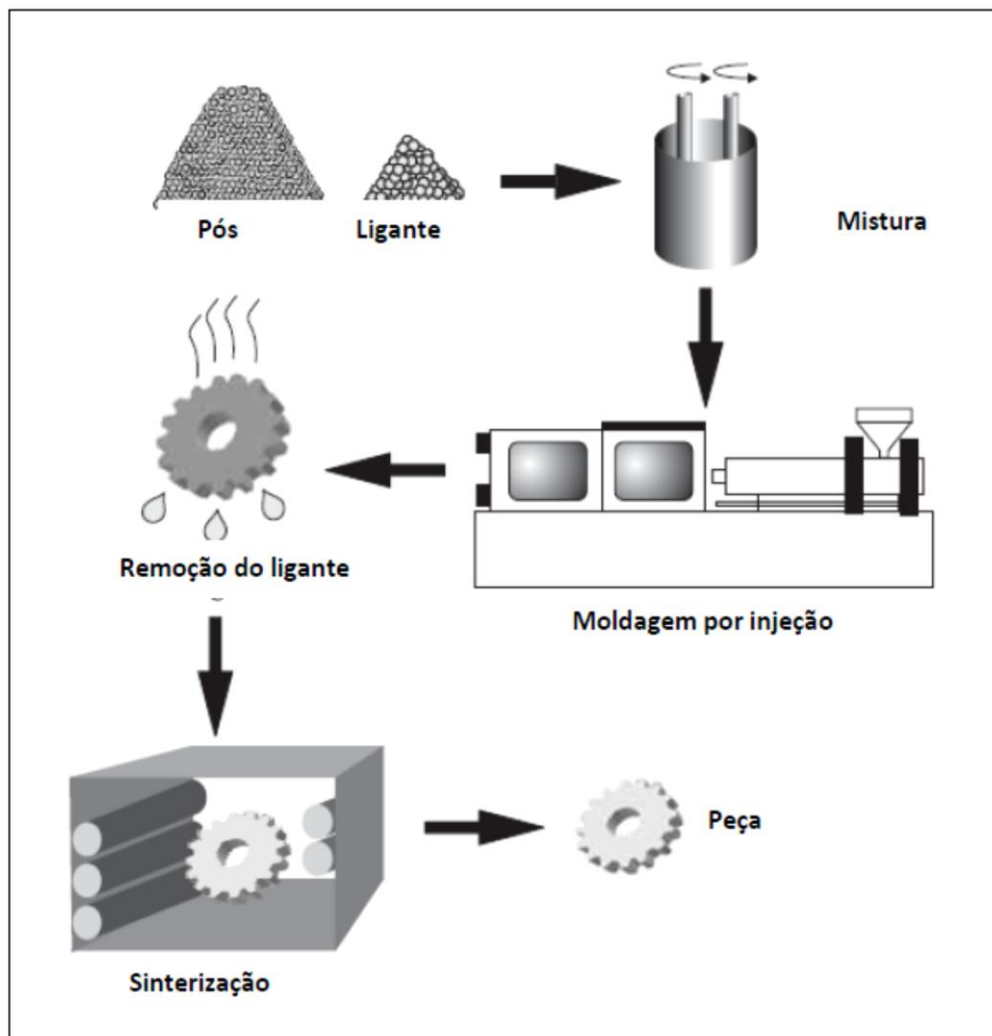 Pós
Ligante
Mistura
Remoção do ligante
Moldagem por injeção
Peça
Sinterização